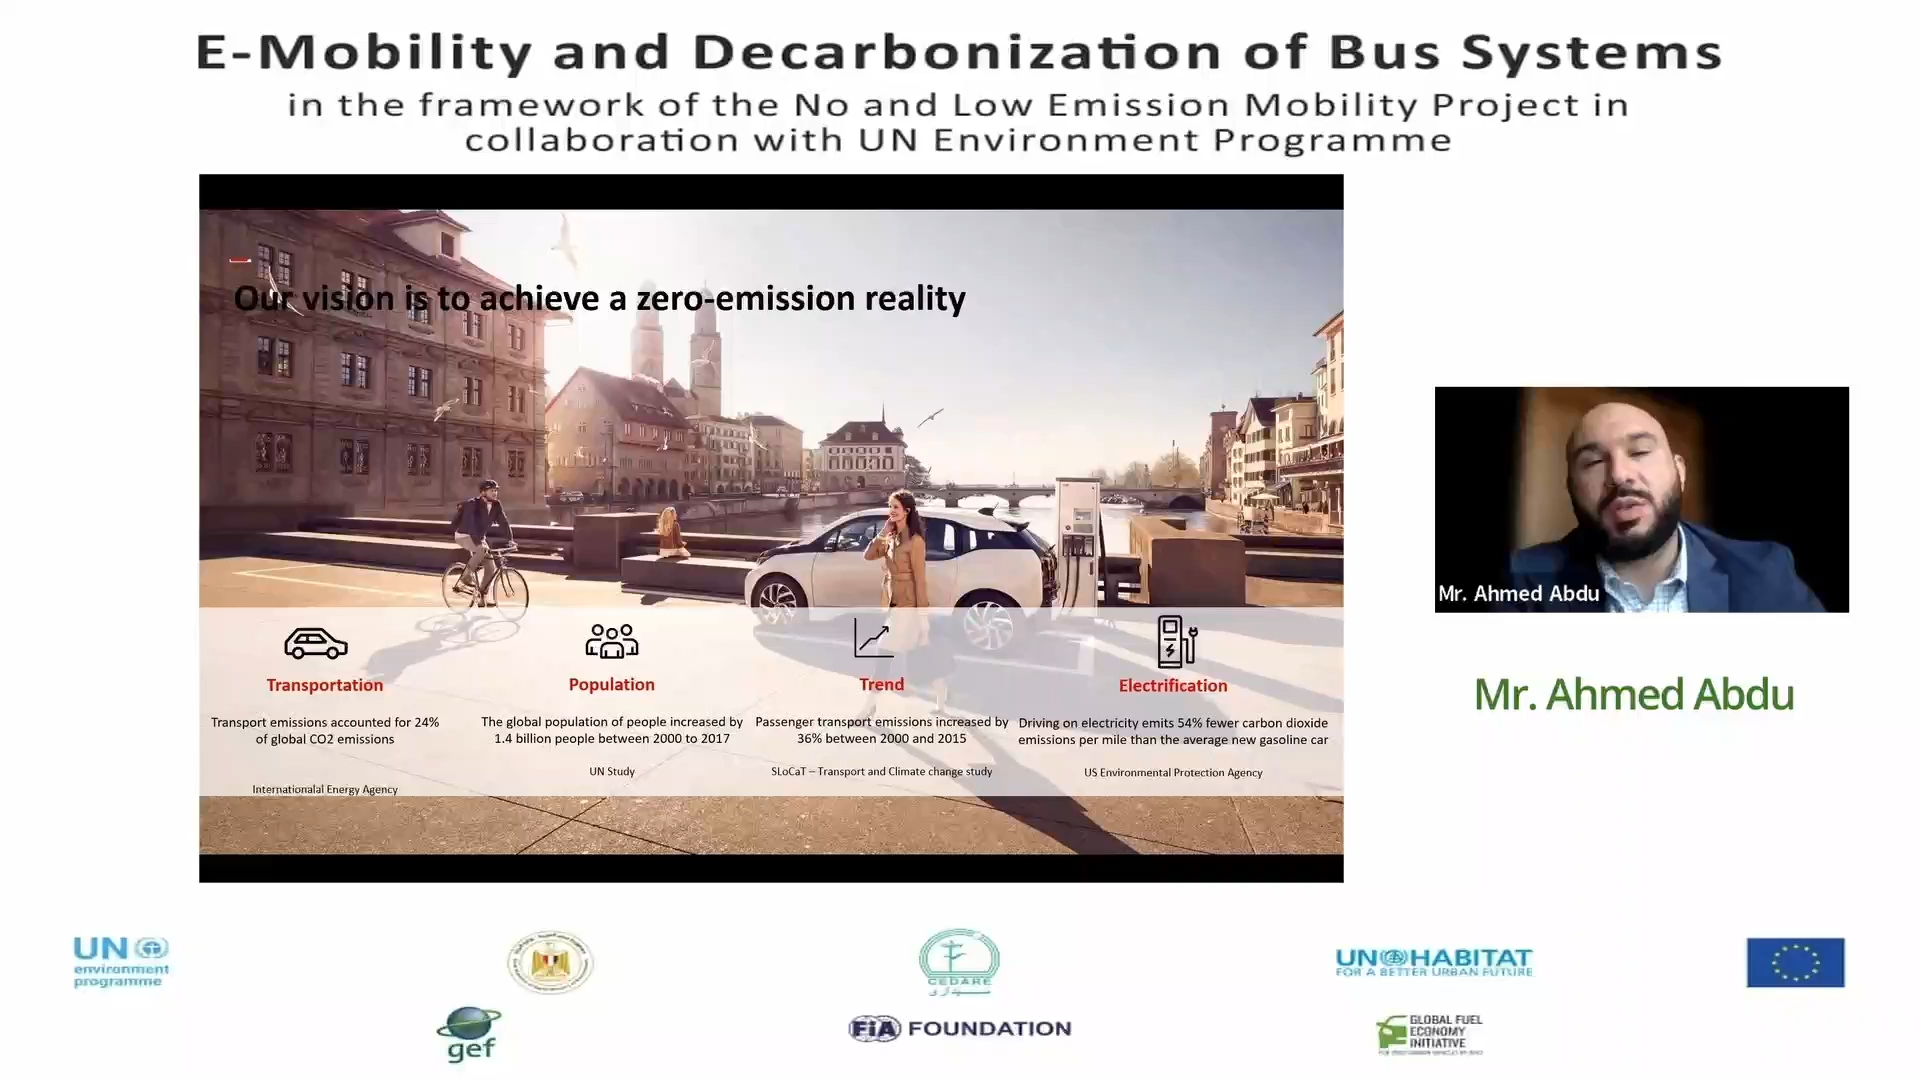 E-Mobility and Decarbonization of Bus Systems
in the framework of the No and Low Emission Mobility Project in
collaboration with UN Environment Programme
Our vision is to achieve a zero-emission reality
Transportation
Transport emissions accounted for 24%
of global CO2 emissions
Internationalal Energy Agency
Population
The global population of people increased by
1.4 billion people between 2000 to 2017
UN Study
Trend
Passenger transport emissions increased by
36% between 2000 and 2015
SLoCaT – Transport and Climate change study
Electrification
Driving on electricity emits 54% fewer carbon dioxide
emissions per mile than the average new gasoline car
US Environmental Protection Agency
Mr. Ahmed Abdu
Mr. Ahmed Abdu
UN
environment
programme
CEDARE
سيداري
UN HABITAT
FOR A BETTER URBAN FUTURE
gef
FiA FOUNDATION
GLOBAL FUEL
ECONOMY
INITIATIVE